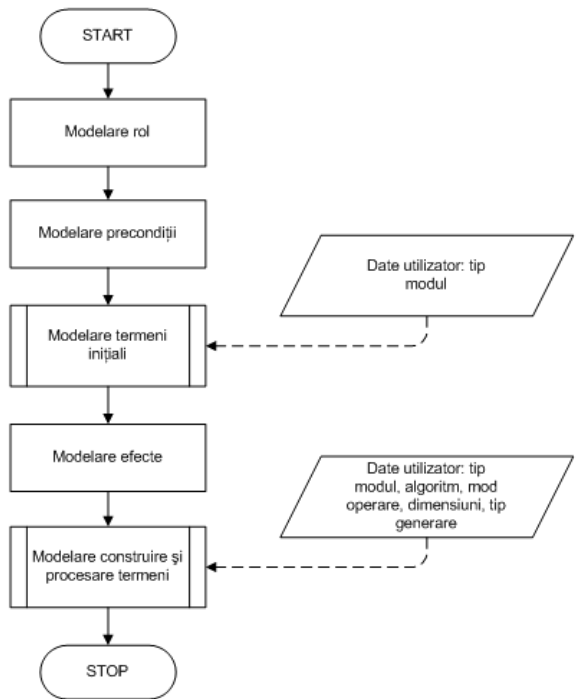 START
Modelare rol
Modelare precondiții
Date utilizator: tip
modul
Modelare termeni
inițiali
Modelare efecte
Date utilizator: tip
modul, algoritm, mod
operare, dimensiuni, tip
generare
Modelare construire şi
procesare termeni
STOP